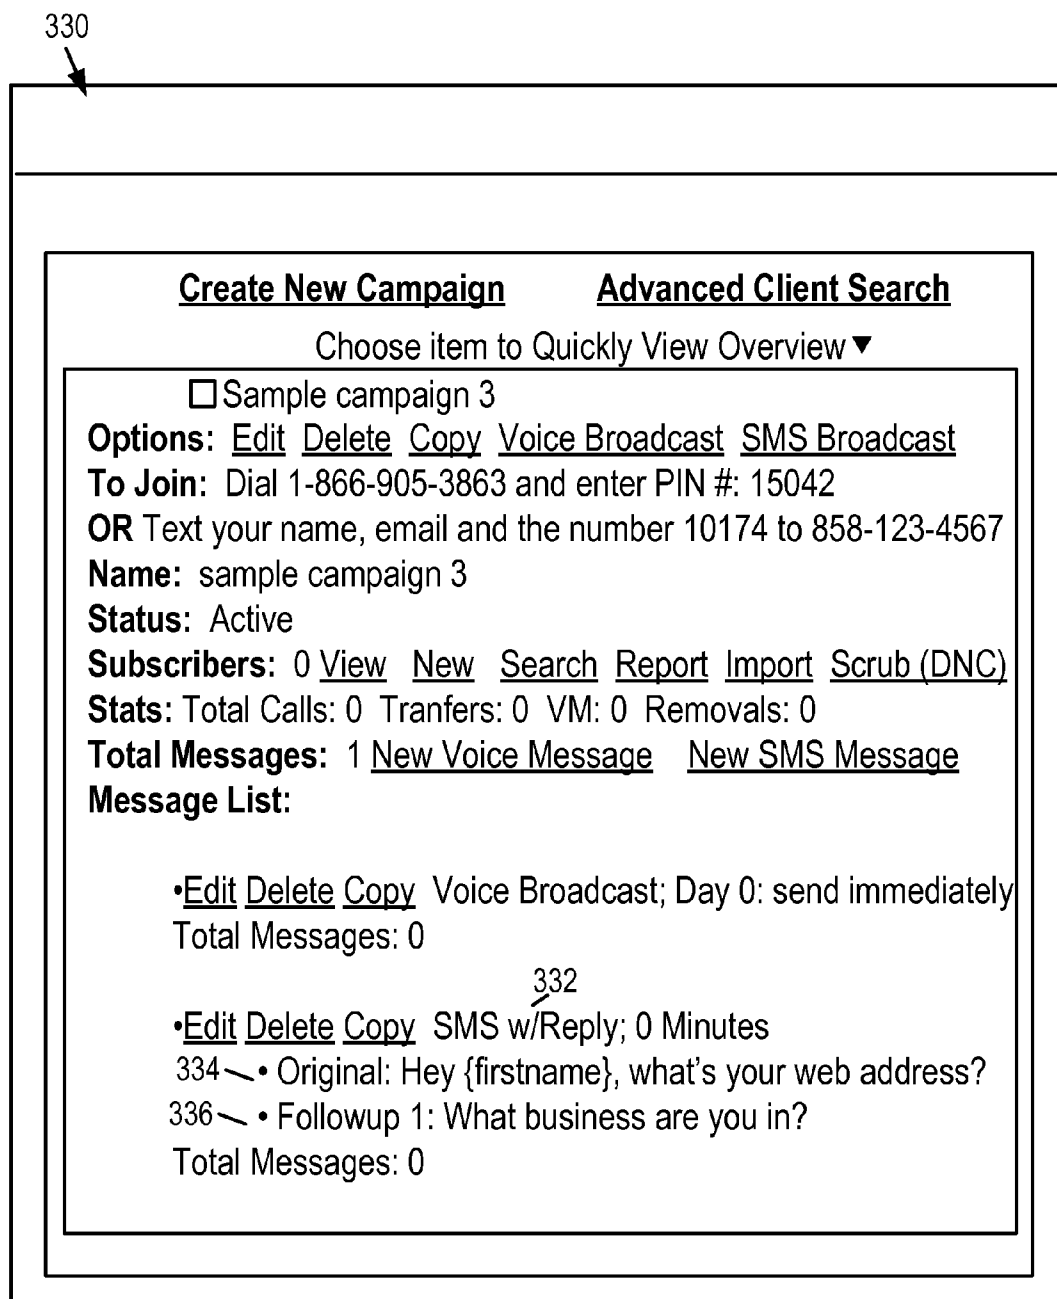 330
Create New Campaign Advanced Client Search
Choose item to Quickly View Overview ▼
☐ Sample campaign 3
Options: Edit Delete Copy Voice Broadcast SMS Broadcast
To Join: Dial 1-866-905-3863 and enter PIN #: 15042
OR Text your name, email and the number 10174 to 858-123-4567
Name: sample campaign 3
Status: Active
Subscribers: 0 View New Search Report Import Scrub (DNC)
Stats: Total Calls: 0 Tranfers: 0 VM: 0 Removals: 0
Total Messages: 1 New Voice Message New SMS Message
Message List:
•Edit Delete Copy Voice Broadcast; Day 0: send immediately
Total Messages: 0
332
•Edit Delete Copy SMS w/Reply; 0 Minutes
334 • Original: Hey {firstname}, what's your web address?
336 • Followup 1: What business are you in?
Total Messages: 0